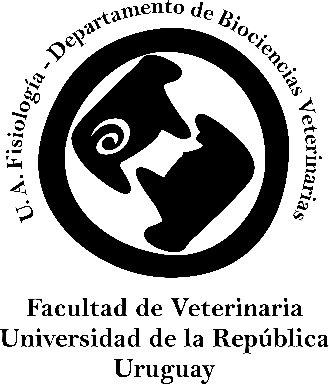 U. A. Fisiología - Departamento de Biociencias Veterinarias
Facultad de Veterinaria
Universidad de la República
Uruguay